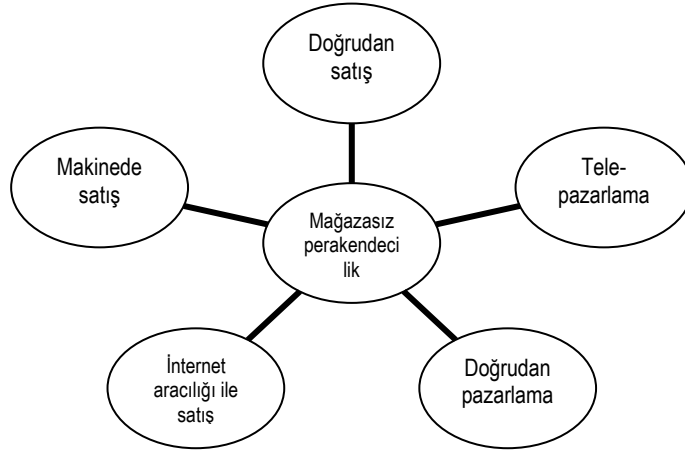 Doğrudan
satış
Makinede
satış
Tele-
pazarlama
Mağazasız
perakendeci
lik
İnternet
aracılığı ile
satış
Doğrudan
pazarlama